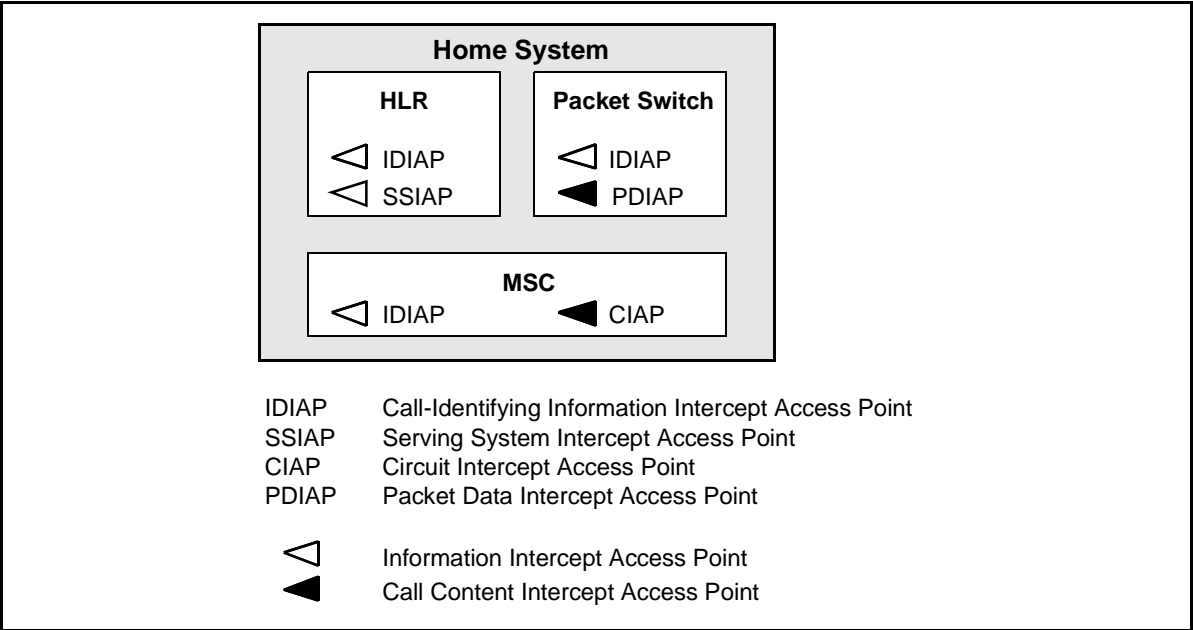 Home System
HLR
IDIAP
SSIAP
Packet Switch
IDIAP
PDIAP
MSC
IDIAP CIAP
IDIAP Call-Identifying Information Intercept Access Point
SSIAP Serving System Intercept Access Point
CIAP Circuit Intercept Access Point
PDIAP Packet Data Intercept Access Point
Information Intercept Access Point
Call Content Intercept Access Point